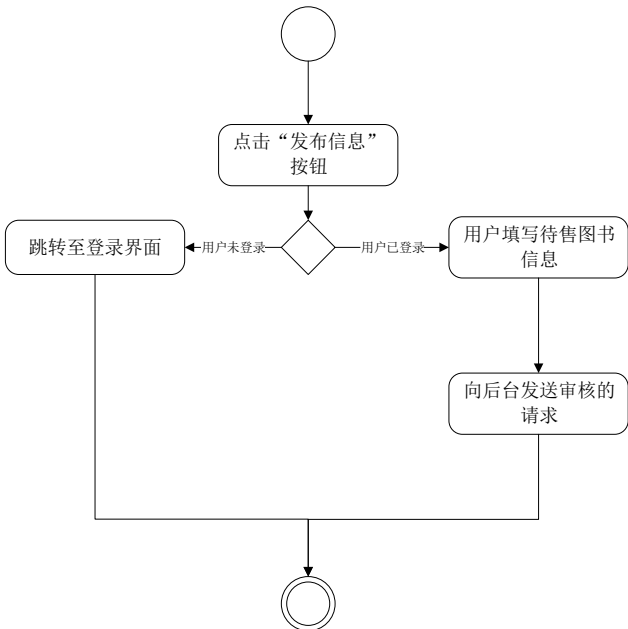 点击“发布信息”
按钮
跳转至登录界面
用户未登录
用户已登录
用户填写待售图书
信息
向后台发送审核的
请求